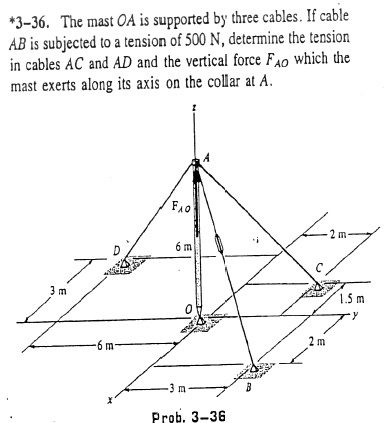 *3–36. The mast OA is supported by three cables. If cable
AB is subjected to a tension of 500 N, determine the tension
in cables AC and AD and the vertical force F_AO which the
mast exerts along its axis on the collar at A.
z
A
F_AO
2 m
D
6 m
C
3 m
1.5 m
O
y
6 m
2 m
3 m
B
x
Prob. 3–36